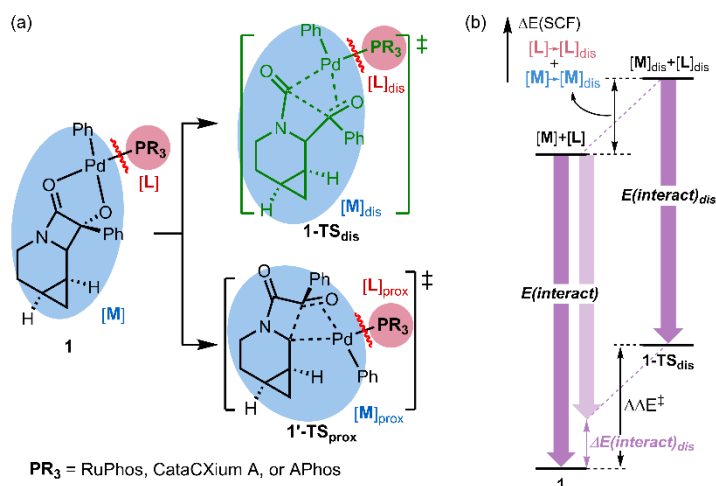 (a)
Ph
Pd
PR3
[L]
O
O
N
Ph
H
H
[M]
1
Ph
‡
Pd
PR3
[L]dis
O
O
N
Ph
H
H
[M]dis
1-TSdis
Ph
‡
O
O
[L]prox
N
Pd
PR3
H
Ph
H
[M]prox
1'-TSprox
PR3 = RuPhos, CataCXium A, or APhos
(b)
ΔE(SCF)
[L]→[L]dis
+
[M]→[M]dis
[M]dis+[L]dis
[M]+[L]
E(interact)dis
E(interact)
1-TSdis
ΔΔE‡
ΔE(interact)dis
1